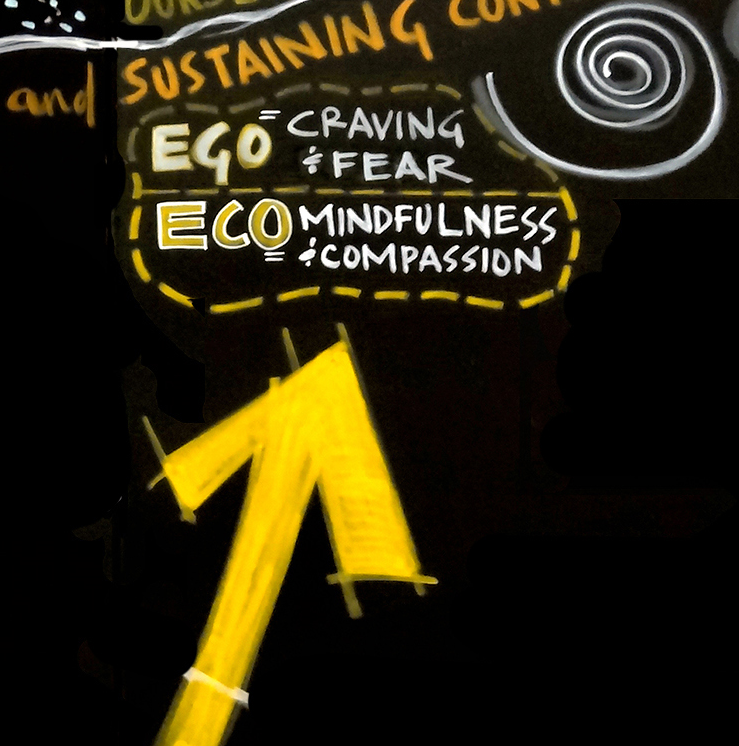 and SUSTAINING
EGO = CRAVING
& FEAR
ECO = MINDFULNESS
& COMPASSION